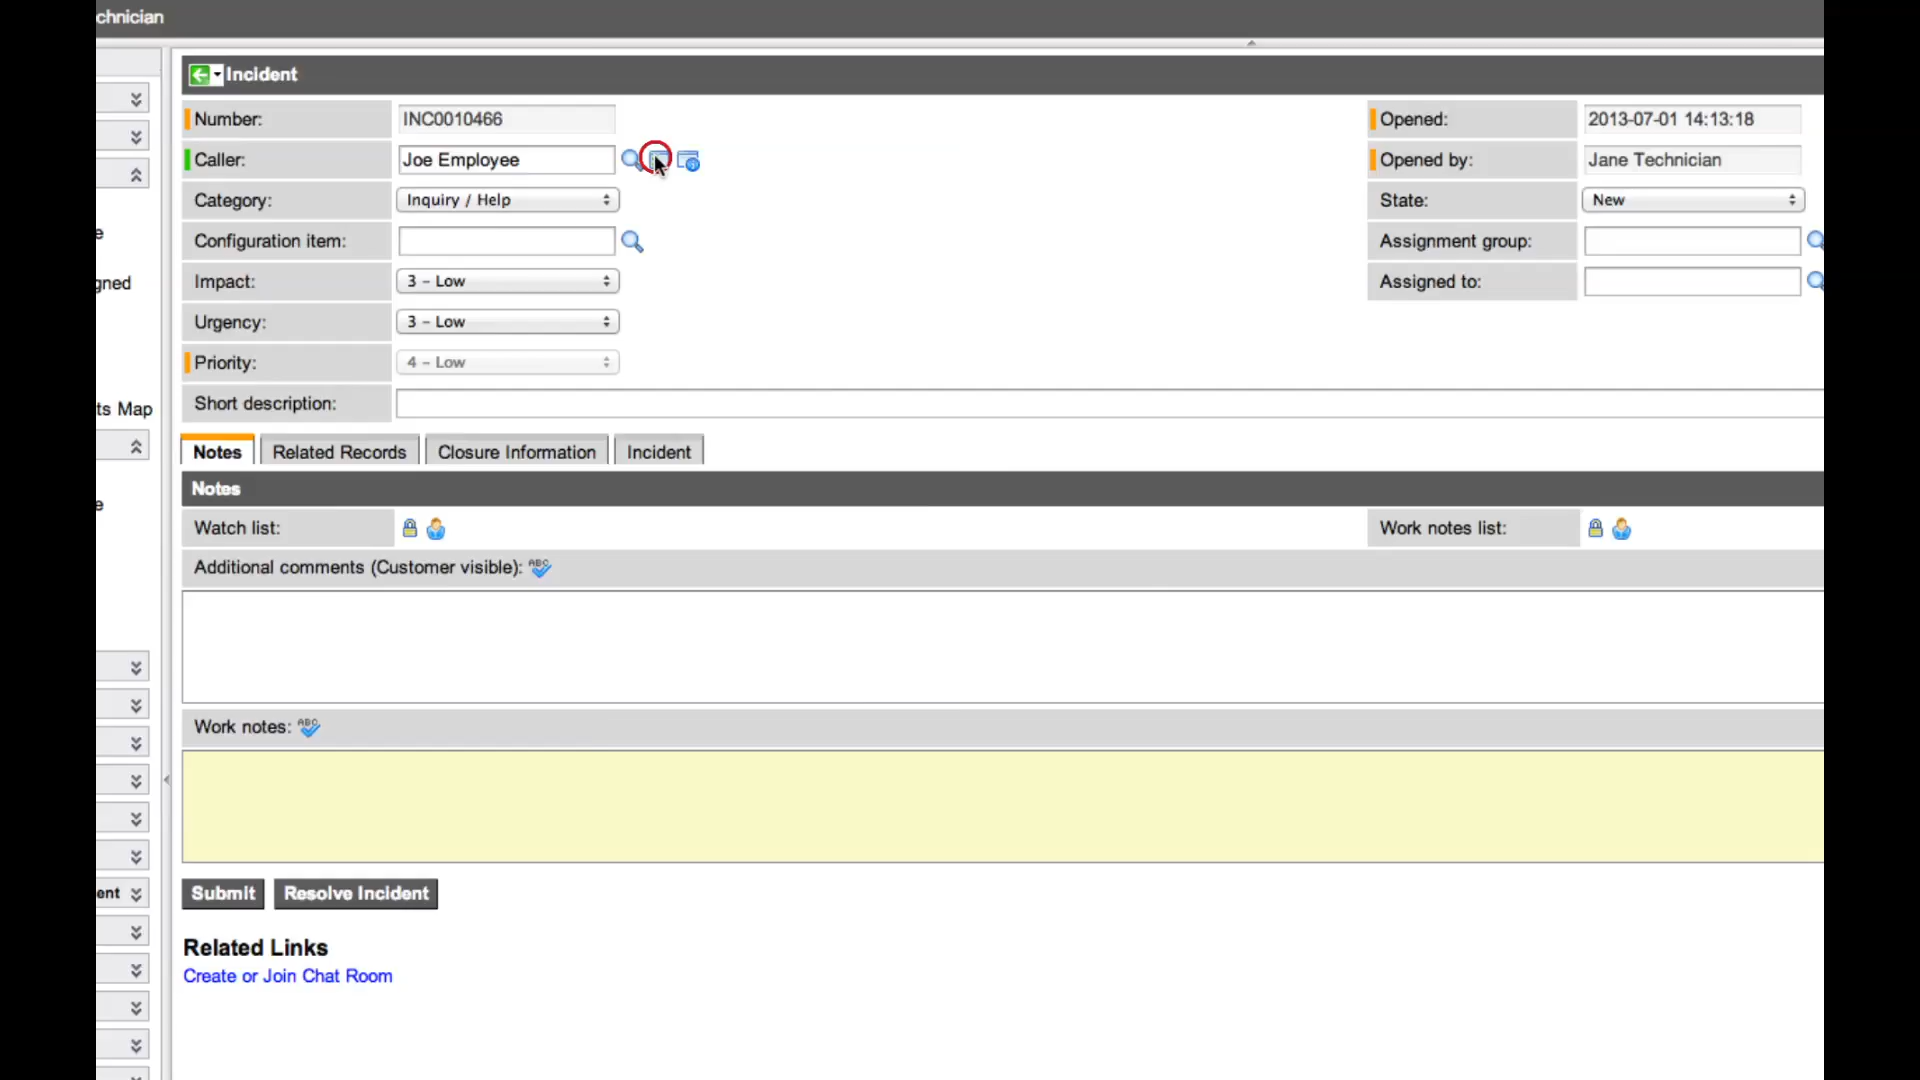 chnician
Incident
Number: INC0010466 Opened: 2013-07-01 14:13:18
Caller: Joe Employee Opened by: Jane Technician
Category: Inquiry / Help State: New
e
Configuration item: Assignment group:
gned
Impact: 3 - Low Assigned to:
Urgency: 3 - Low
Priority: 4 - Low
Short description:
ts Map
Notes Related Records Closure Information Incident
Notes
e
Watch list: Work notes list:
Additional comments (Customer visible): ABC
Work notes: ABC
ent
Submit Resolve Incident
Related Links
Create or Join Chat Room